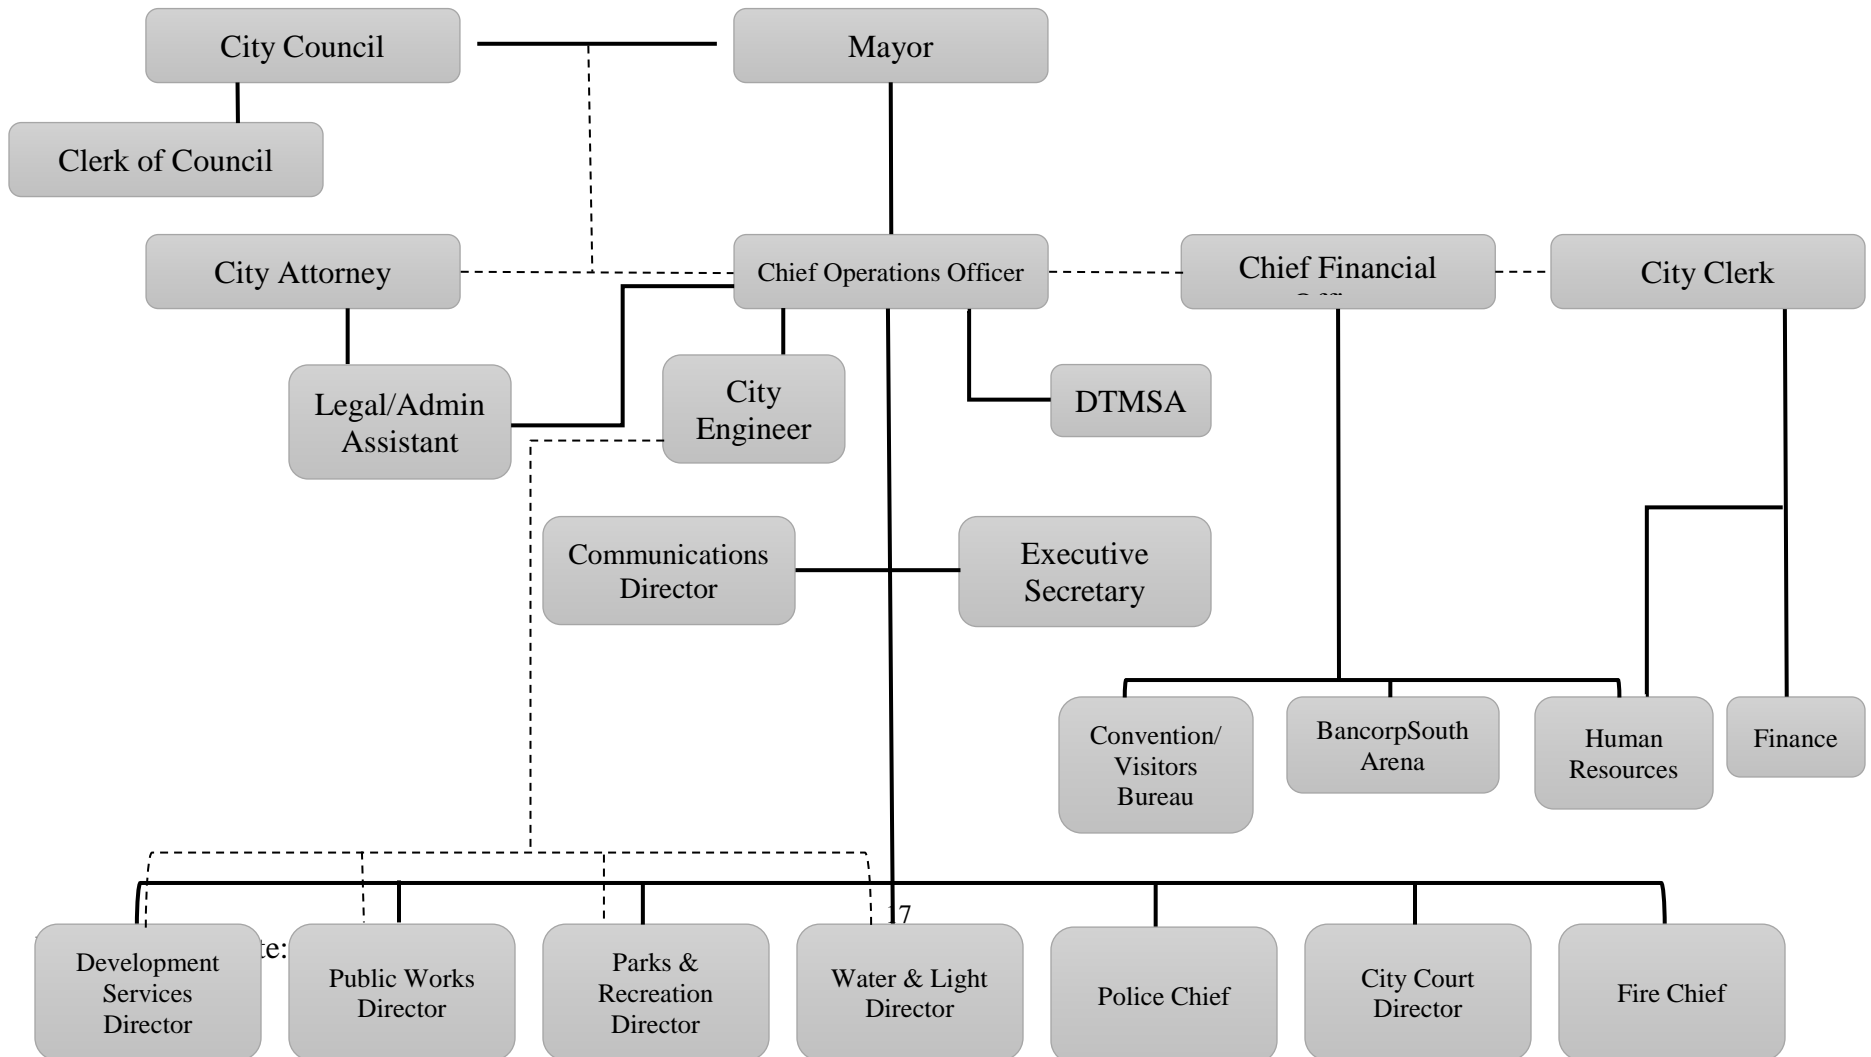 City Council
Mayor
Clerk of Council
City Attorney
Chief Operations Officer
Chief Financial
City Clerk
Legal/Admin
Assistant
City
Engineer
DTMSA
Communications
Director
Executive
Secretary
Convention/
Visitors
Bureau
BancorpSouth
Arena
Human
Resources
Finance
17
te:
Development
Services
Director
Public Works
Director
Parks &
Recreation
Director
Water & Light
Director
Police Chief
City Court
Director
Fire Chief